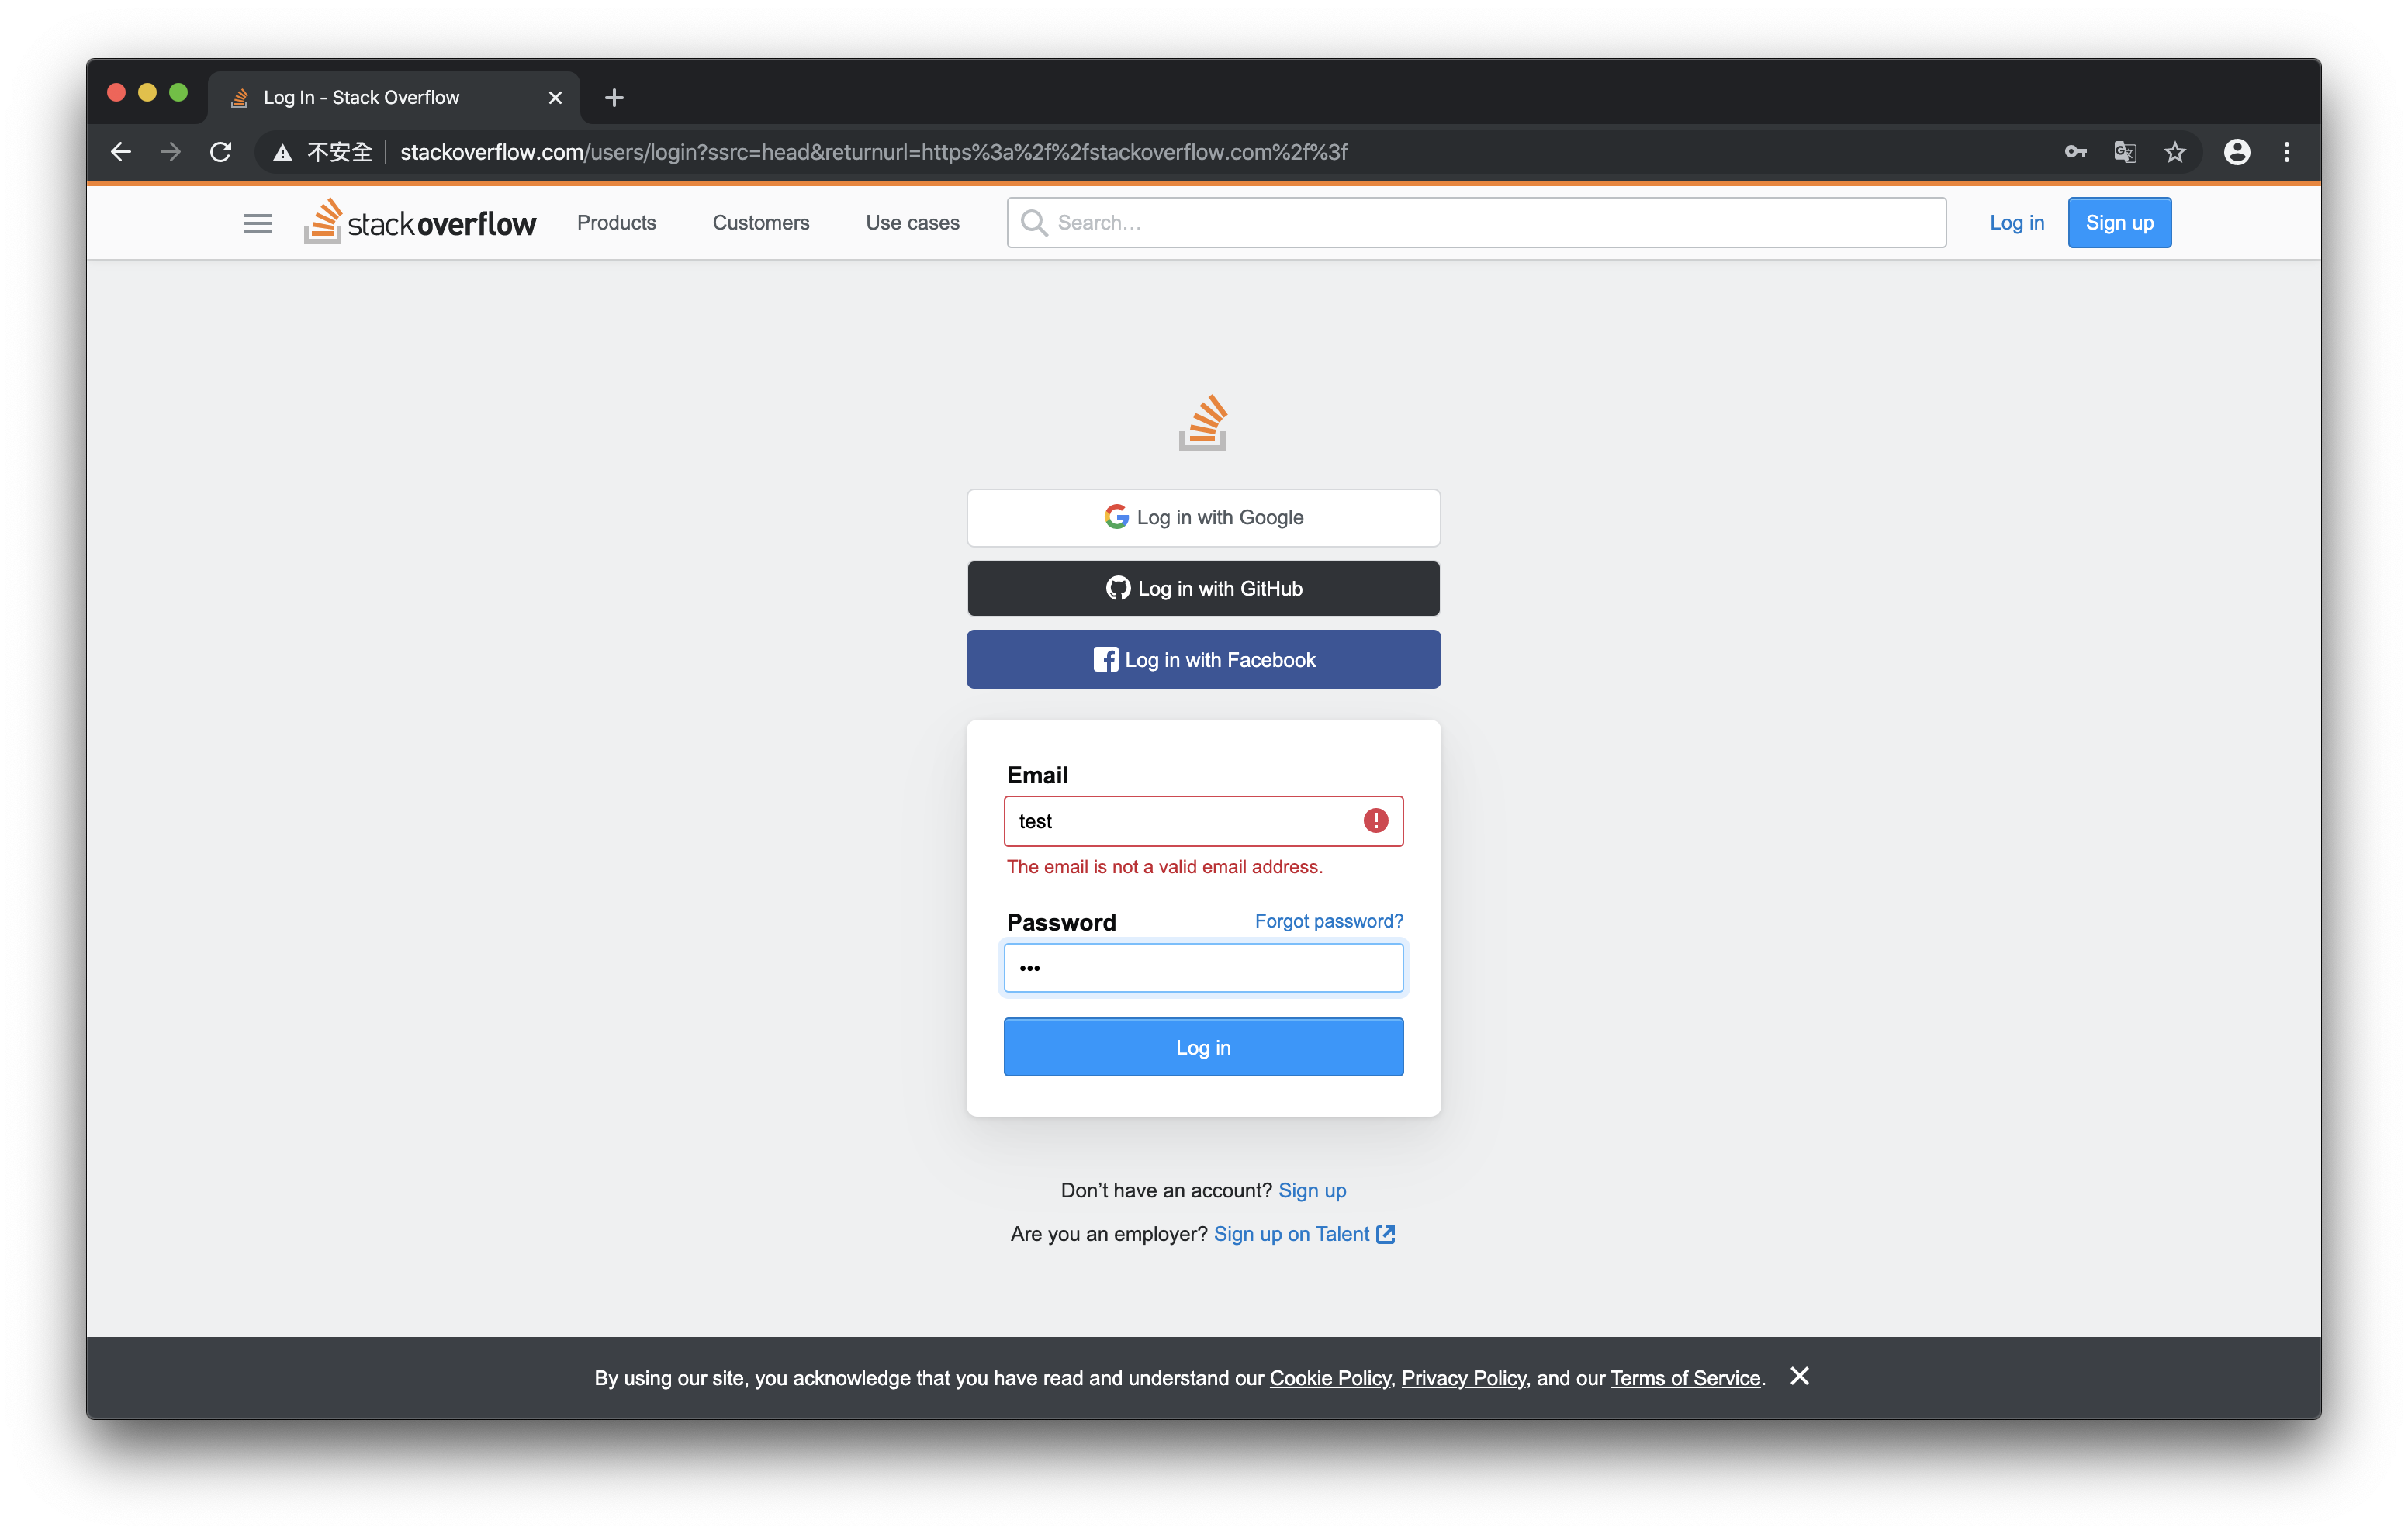 Log In - Stack Overflow
不安全 stackoverflow.com/users/login?ssrc=head&returnurl=https%3a%2f%2fstackoverflow.com%2f%3f
stackoverflow Products Customers Use cases Search... Log in Sign up
Log in with Google
Log in with GitHub
Log in with Facebook
Email
test
The email is not a valid email address.
Password Forgot password?
•••
Log in
Don’t have an account? Sign up
Are you an employer? Sign up on Talent
By using our site, you acknowledge that you have read and understand our Cookie Policy, Privacy Policy, and our Terms of Service.